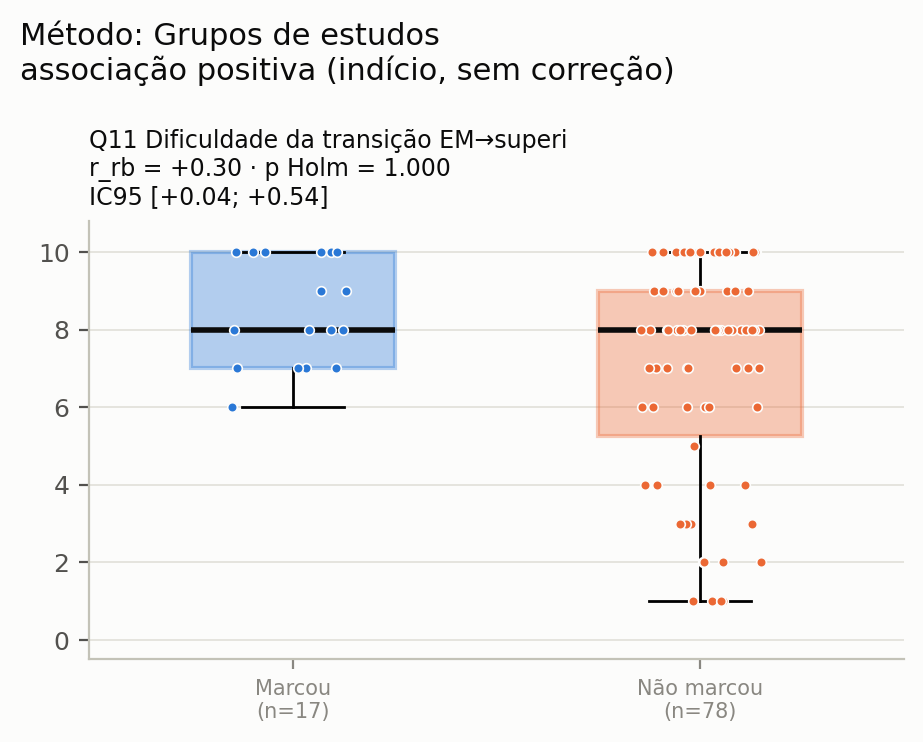 Método: Grupos de estudos
associação positiva (indício, sem correção)
Q11 Dificuldade da transição EM→superi
r_rb = +0.30 · p Holm = 1.000
IC95 [+0.04; +0.54]
10
8
6
4
2
0
Marcou
(n=17)
Não marcou
(n=78)